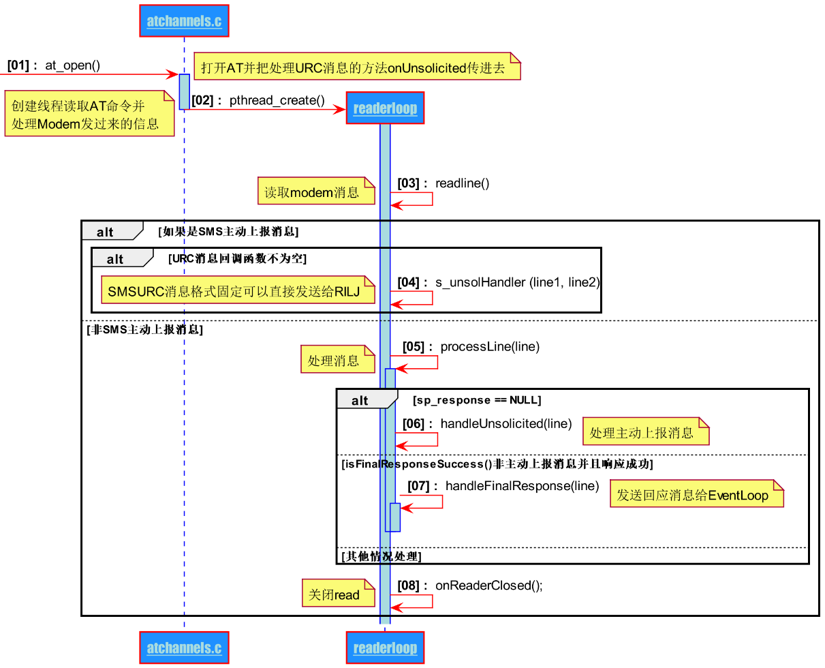 atchannels.c
[01] : at_open()
打开AT并把处理URC消息的方法onUnsolicited传进去
创建线程读取AT命令并
处理Modem发过来的信息
[02] : pthread_create()
readerloop
读取modem消息
[03] : readline()
alt
[如果是SMS主动上报消息]
alt
[URC消息回调函数不为空]
SMSURC消息格式固定可以直接发送给RILJ
[04] : s_unsolHandler (line1, line2)
[非SMS主动上报消息]
处理消息
[05] : processLine(line)
alt
[sp_response == NULL]
[06] : handleUnsolicited(line)
处理主动上报消息
[isFinalResponseSuccess()非主动上报消息并且响应成功]
[07] : handleFinalResponse(line)
发送回应消息给EventLoop
[其他情况处理]
关闭read
[08] : onReaderClosed();
atchannels.c
readerloop